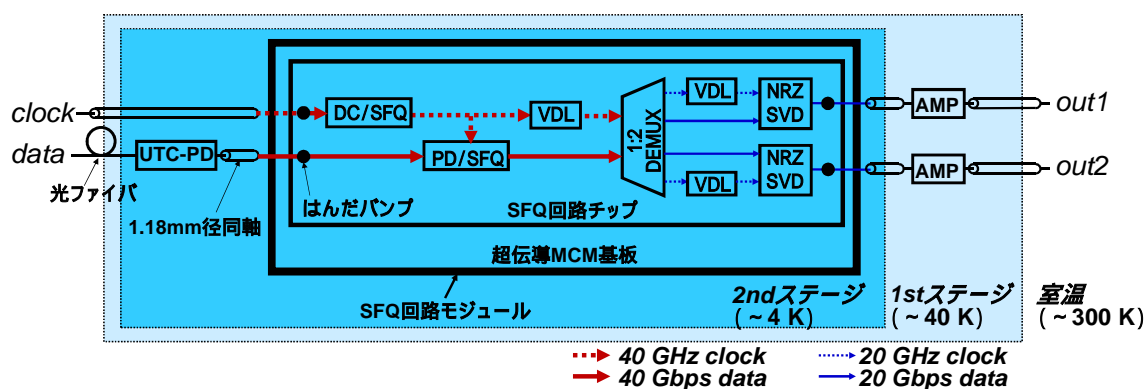 clock
data
光ファイバ
UTC-PD
1.18mm径同軸
DC/SFQ
VDL
PD/SFQ
はんだバンプ
1:2
DEMUX
VDL
NRZ
SVD
VDL
NRZ
SVD
SFQ回路チップ
超伝導MCM基板
SFQ回路モジュール
AMP
AMP
out1
out2
2ndステージ
(~4 K)
1stステージ
(~40 K)
室温
(~300 K)
40 GHz clock
40 Gbps data
20 GHz clock
20 Gbps data